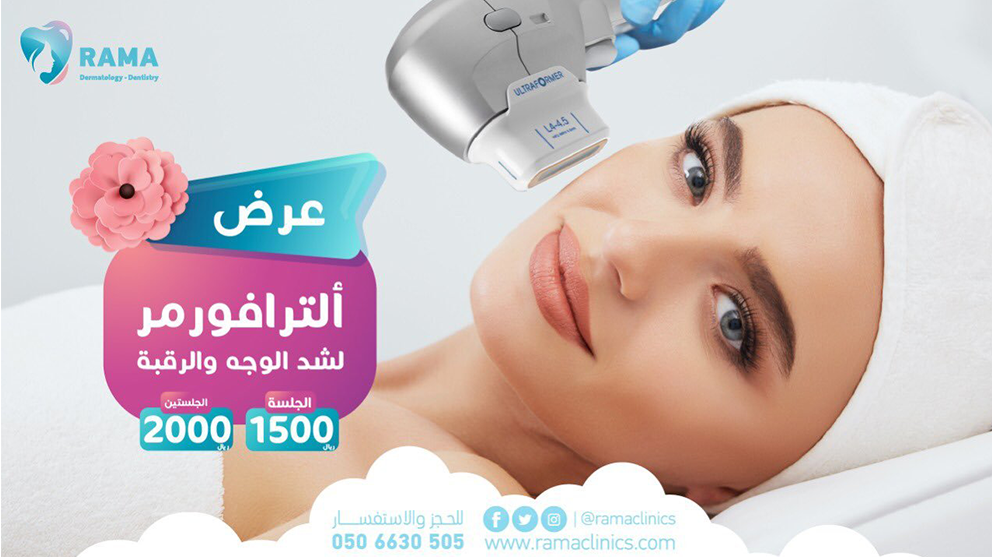 RAMA
Dermatology - Dentistry
ULTRAFORMER
L4-4.5
عرض
ألترافورمر
لشد الوجه والرقبة
الجلسة
1500
ريال
الجلستين
2000
ريال
للحجز والاستفسار
050 6630 505
@ramaclinics
www.ramaclinics.com